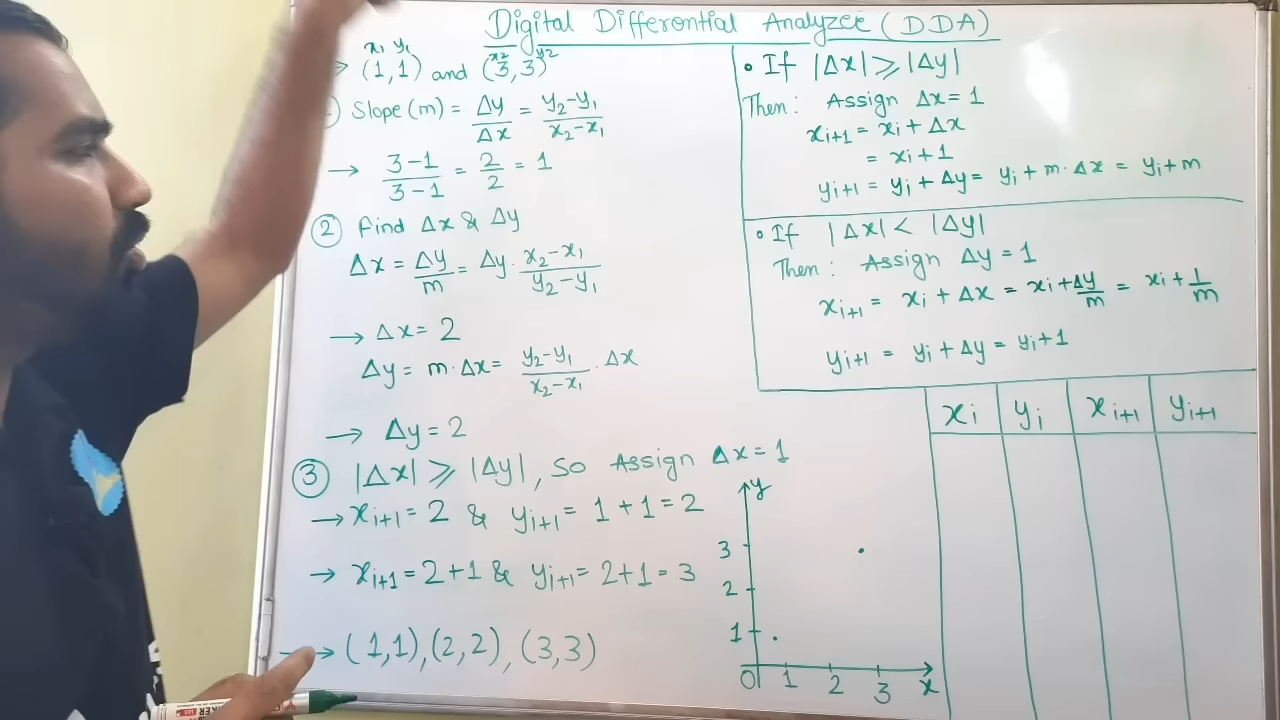 Digital Differential Analyzer (DDA)
x₁ y₁ x₂ y₂
→ (1,1) and (3,3)
Slope (m) = Δy/Δx = y₂-y₁/x₂-x₁
→ 3-1/3-1 = 2/2 = 1
② Find Δx & Δy
Δx = Δy/m = Δy · x₂-x₁/y₂-y₁
→ Δx = 2
Δy = m·Δx = y₂-y₁/x₂-x₁ · Δx
→ Δy = 2
③ |Δx| ⩾ |Δy|, So Assign Δx = 1
→ xᵢ₊₁ = 2 & yᵢ₊₁ = 1 + 1 = 2
→ xᵢ₊₁ = 2+1 & yᵢ₊₁ = 2+1 = 3
→ (1,1), (2,2), (3,3)
• If |Δx| ⩾ |Δy|
Then: Assign Δx = 1
xᵢ₊₁ = xᵢ + Δx
= xᵢ + 1
yᵢ₊₁ = yᵢ + Δy = yᵢ + m·Δx = yᵢ + m
• If |Δx| < |Δy|
Then: Assign Δy = 1
xᵢ₊₁ = xᵢ + Δx = xᵢ + Δy/m = xᵢ + 1/m
yᵢ₊₁ = yᵢ + Δy = yᵢ + 1
xᵢ yᵢ xᵢ₊₁ yᵢ₊₁
y
3
2
1
0 1 2 3 x